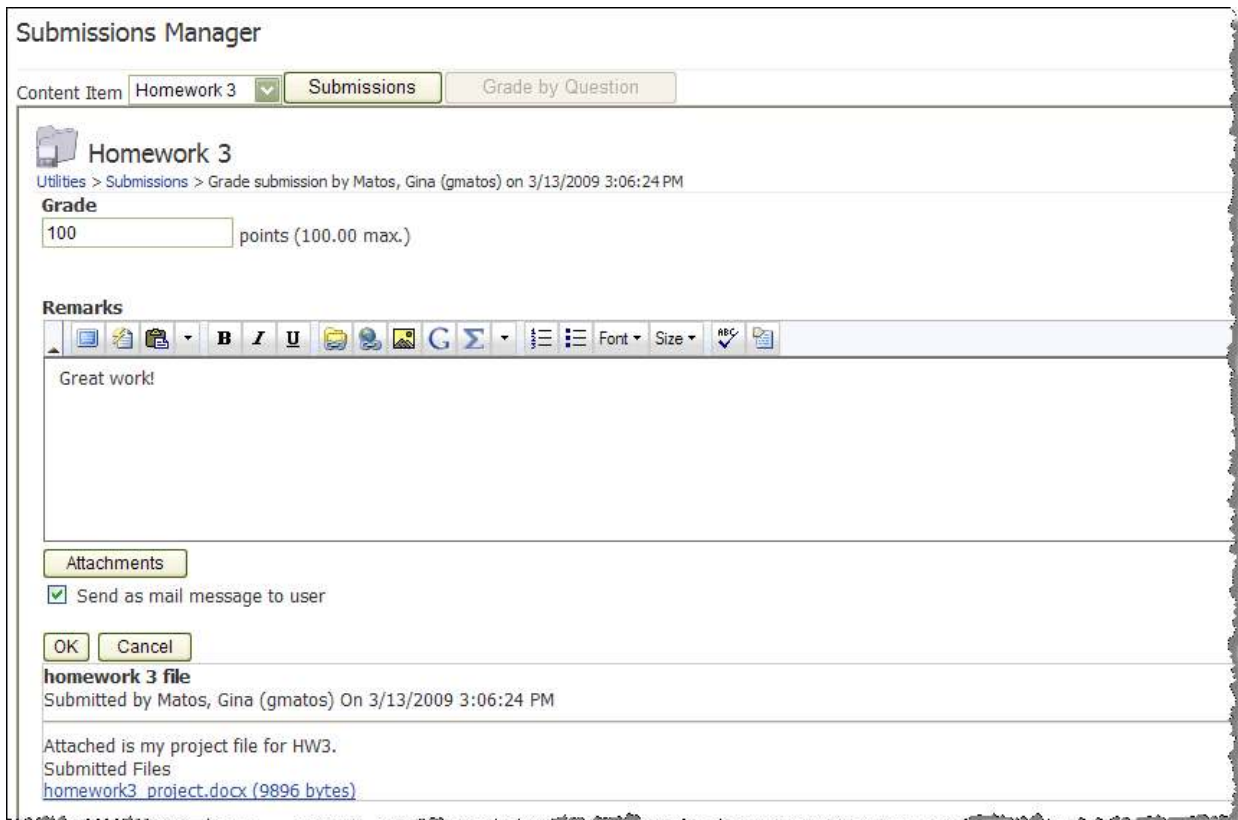 Submissions Manager
Content Item Homework 3 Submissions Grade by Question
Homework 3
Utilities > Submissions > Grade submission by Matos, Gina (gmatos) on 3/13/2009 3:06:24 PM
Grade
100 points (100.00 max.)
Remarks
B I U G Σ Font Size ABC
Great work!
Attachments
Send as mail message to user
OK Cancel
homework 3 file
Submitted by Matos, Gina (gmatos) On 3/13/2009 3:06:24 PM
Attached is my project file for HW3.
Submitted Files
homework3_project.docx (9896 bytes)